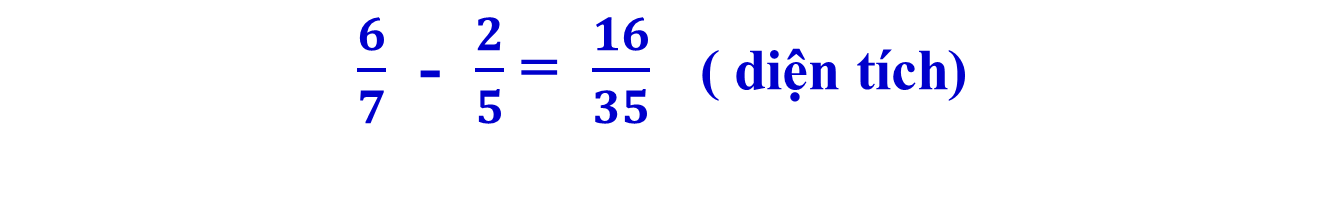 6/7 - 2/5 = 16/35 ( diện tích)